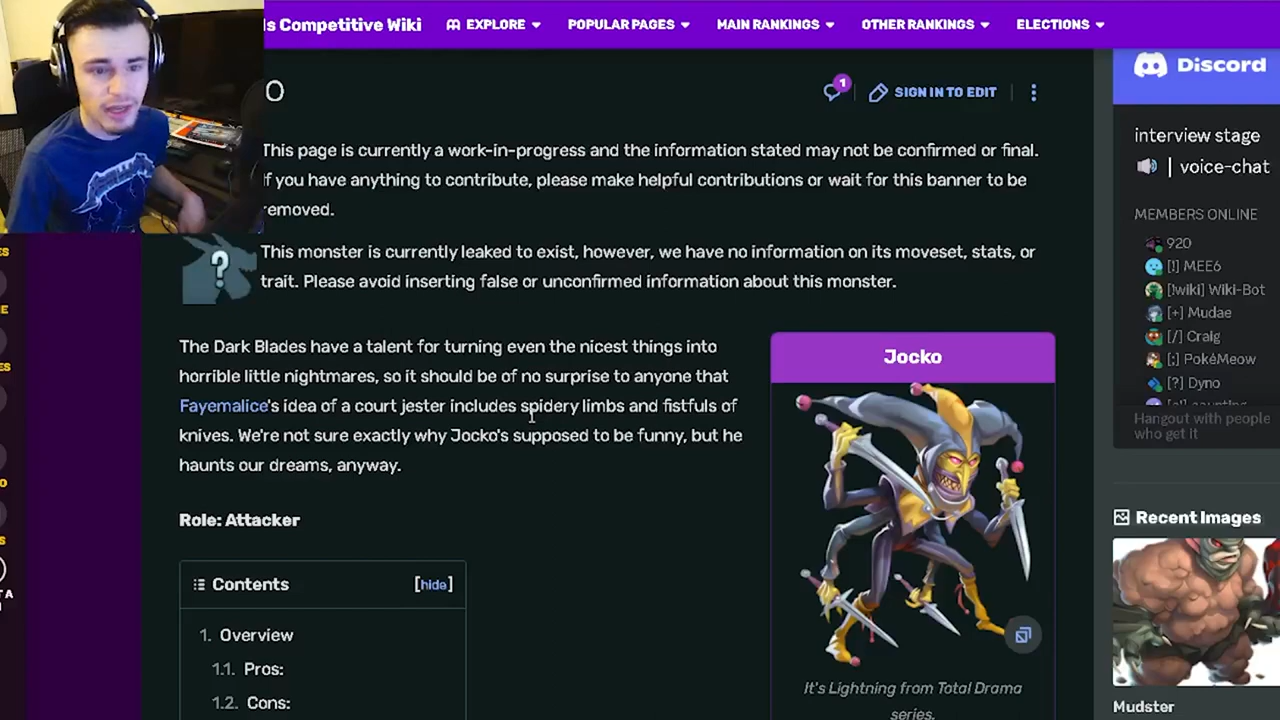 ls Competitive Wiki
EXPLORE
POPULAR PAGES
MAIN RANKINGS
OTHER RANKINGS
ELECTIONS
O
1
SIGN IN TO EDIT
This page is currently a work-in-progress and the information stated may not be confirmed or final.
If you have anything to contribute, please make helpful contributions or wait for this banner to be
removed.
?
This monster is currently leaked to exist, however, we have no information on its moveset, stats, or
trait. Please avoid inserting false or unconfirmed information about this monster.
The Dark Blades have a talent for turning even the nicest things into
horrible little nightmares, so it should be of no surprise to anyone that
Fayemalice's idea of a court jester includes spidery limbs and fistfuls of
knives. We're not sure exactly why Jocko's supposed to be funny, but he
haunts our dreams, anyway.
Role: Attacker
Contents [hide]
1. Overview
1.1. Pros:
1.2. Cons:
Jocko
It's Lightning from Total Drama
series.
Discord
interview stage
| voice-chat
MEMBERS ONLINE
920
[!] MEE6
[!wiki] Wiki-Bot
[+] Mudae
[/] Craig
[;] PokéMeow
[?] Dyno
Hangout with people
who get it
Recent Images
Mudster